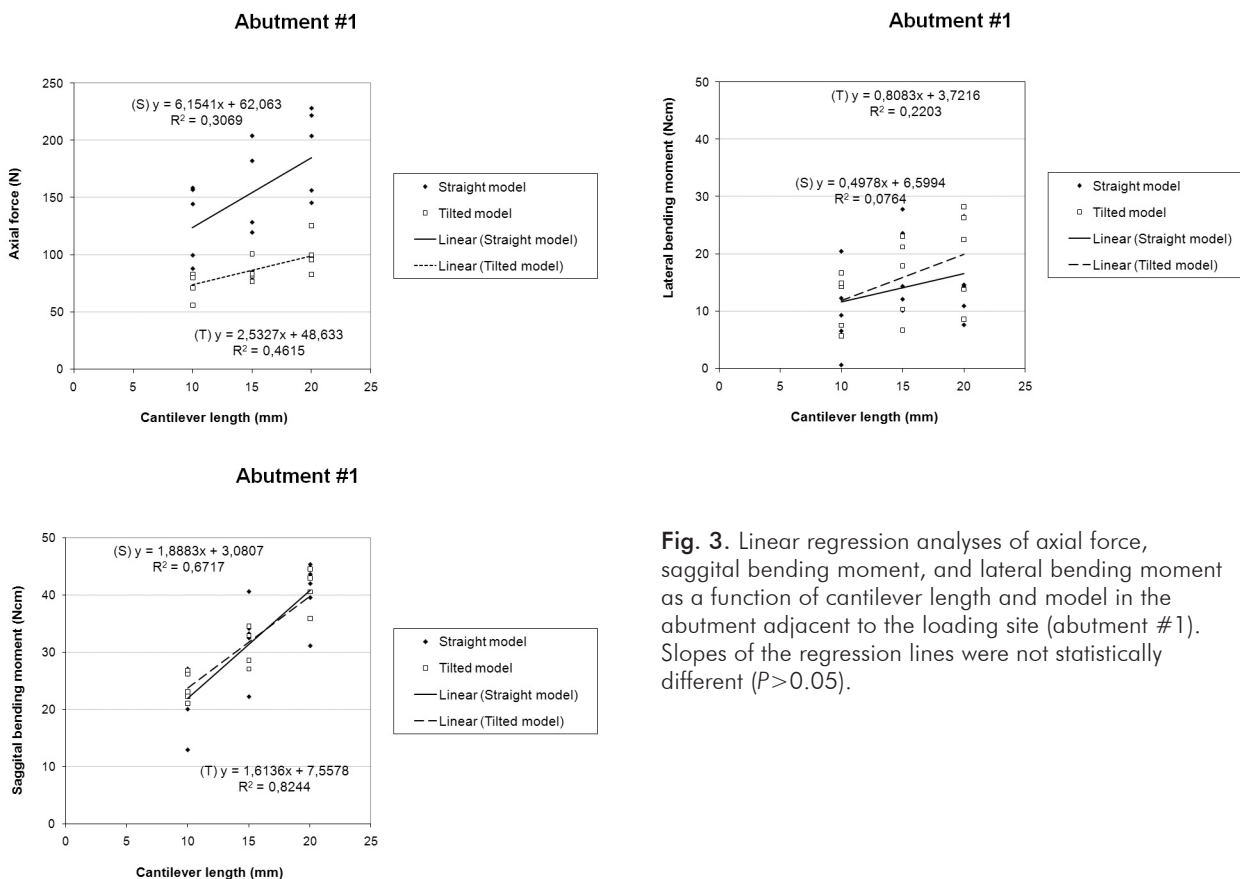 Abutment #1
Axial force (N)
250
200
150
100
50
0
(S) y = 6,1541x + 62,063
R² = 0,3069
(T) y = 2,5327x + 48,633
R² = 0,4615
0 5 10 15 20 25
Cantilever length (mm)
Straight model
Tilted model
Linear (Straight model)
Linear (Tilted model)
Abutment #1
Lateral bending moment (Ncm)
50
40
30
20
10
0
(T) y = 0,8083x + 3,7216
R² = 0,2203
(S) y = 0,4978x + 6,5994
R² = 0,0764
0 5 10 15 20 25
Cantilever length (mm)
Straight model
Tilted model
Linear (Straight model)
Linear (Tilted model)
Abutment #1
Saggital bending moment (Ncm)
50
40
30
20
10
0
(S) y = 1,8883x + 3,0807
R² = 0,6717
(T) y = 1,6136x + 7,5578
R² = 0,8244
0 5 10 15 20 25
Cantilever length (mm)
Straight model
Tilted model
Linear (Straight model)
Linear (Tilted model)
Fig. 3. Linear regression analyses of axial force,
saggital bending moment, and lateral bending moment
as a function of cantilever length and model in the
abutment adjacent to the loading site (abutment #1).
Slopes of the regression lines were not statistically
different (P>0.05).